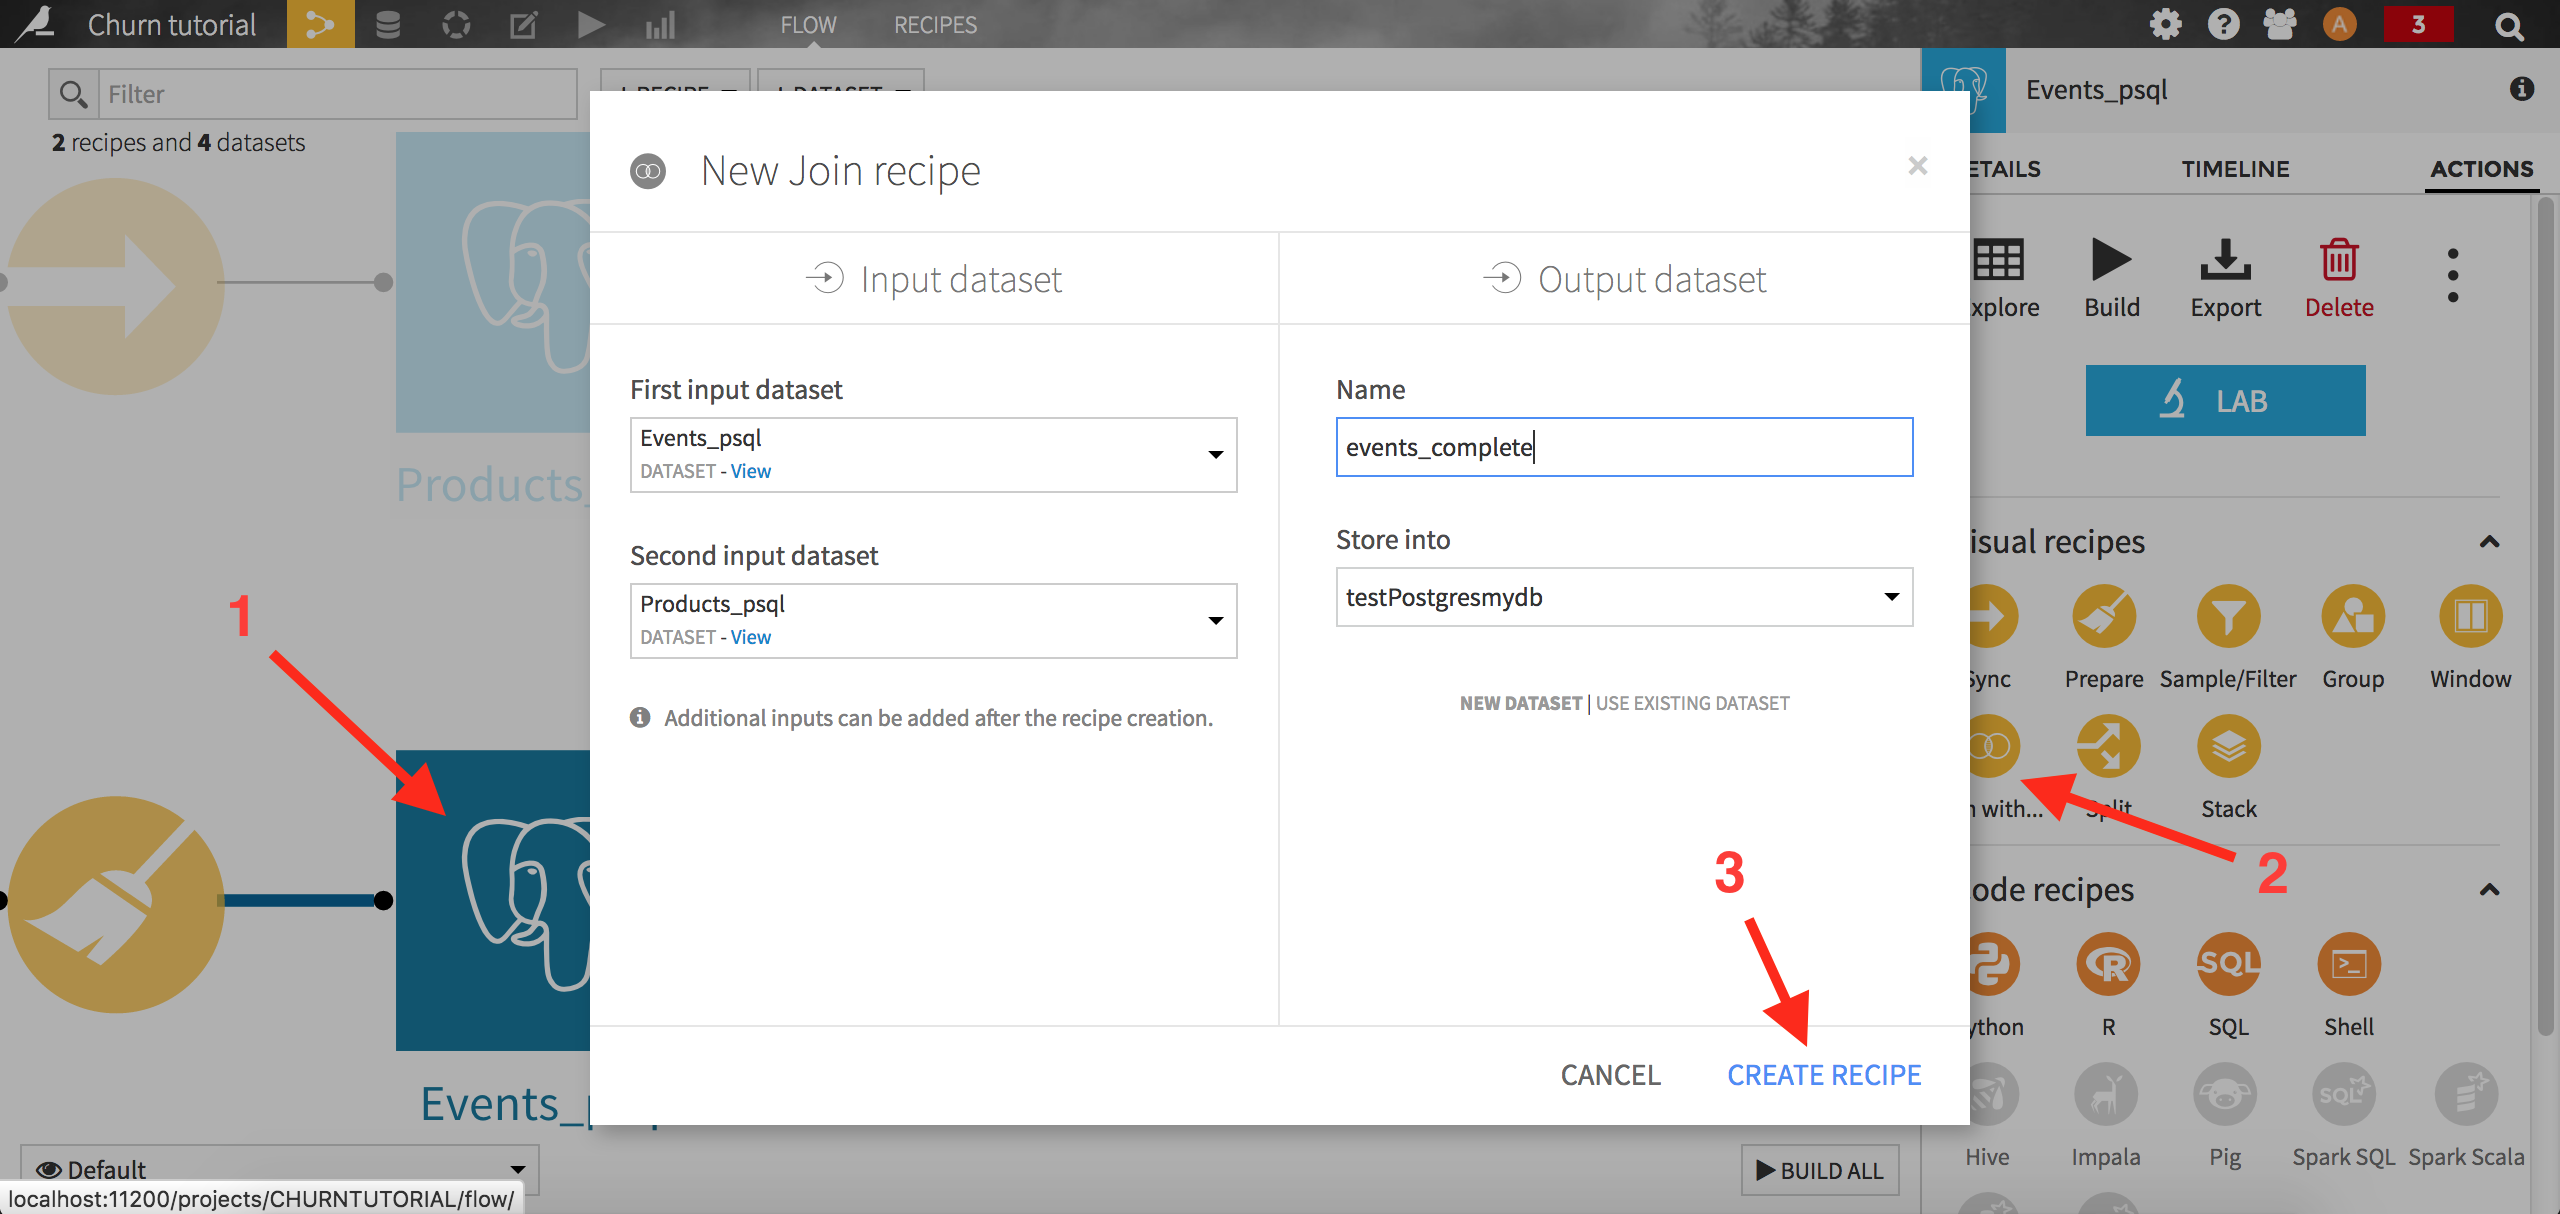 Churn tutorial
FLOW
RECIPES
A
3
Filter
RECIPE
DATASET
2 recipes and 4 datasets
Products_
Events_
Default
localhost:11200/projects/CHURNTUTORIAL/flow/
BUILD ALL
New Join recipe
×
Input dataset
Output dataset
First input dataset
Events_psql
DATASET - View
Second input dataset
Products_psql
DATASET - View
Additional inputs can be added after the recipe creation.
Name
events_complete
Store into
testPostgresmydb
NEW DATASET | USE EXISTING DATASET
CANCEL
CREATE RECIPE
1
2
3
Events_psql
ETAILS
TIMELINE
ACTIONS
xplore
Build
Export
Delete
LAB
isual recipes
Sync
Prepare
Sample/Filter
Group
Window
n with...
Split
Stack
ode recipes
SQL
ython
R
SQL
Shell
SQL
Hive
Impala
Pig
Spark SQL
Spark Scala